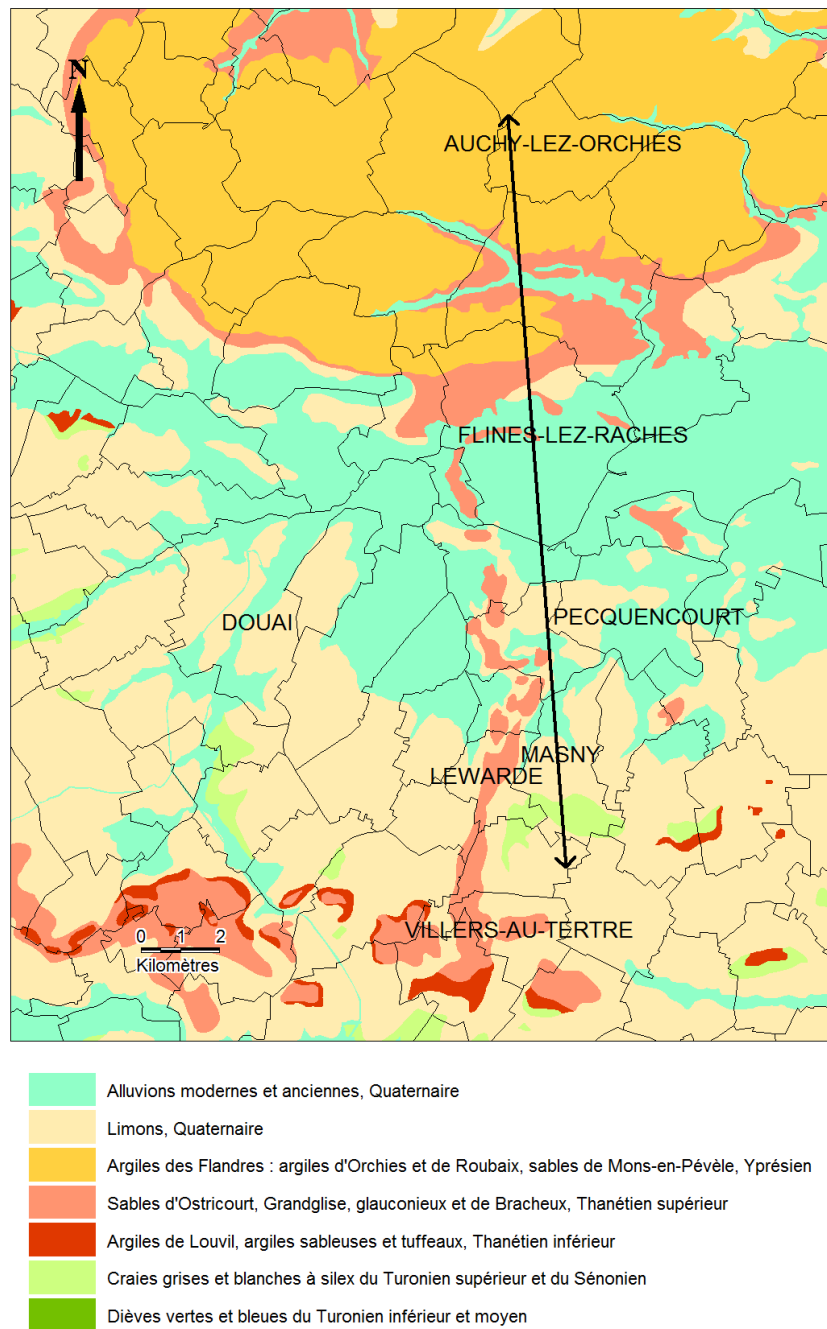 N
AUCHY-LEZ-ORCHIES
FLINES-LEZ-RACHES
DOUAI
PECQUENCOURT
MASNY
LEWARDE
VILLERS-AU-TERTRE
0 1 2
Kilomètres
Alluvions modernes et anciennes, Quaternaire
Limons, Quaternaire
Argiles des Flandres : argiles d'Orchies et de Roubaix, sables de Mons-en-Pévèle, Yprésien
Sables d'Ostricourt, Grandglise, glauconieux et de Bracheux, Thanétien supérieur
Argiles de Louvil, argiles sableuses et tuffeaux, Thanétien inférieur
Craies grises et blanches à silex du Turonien supérieur et du Sénonien
Dièves vertes et bleues du Turonien inférieur et moyen